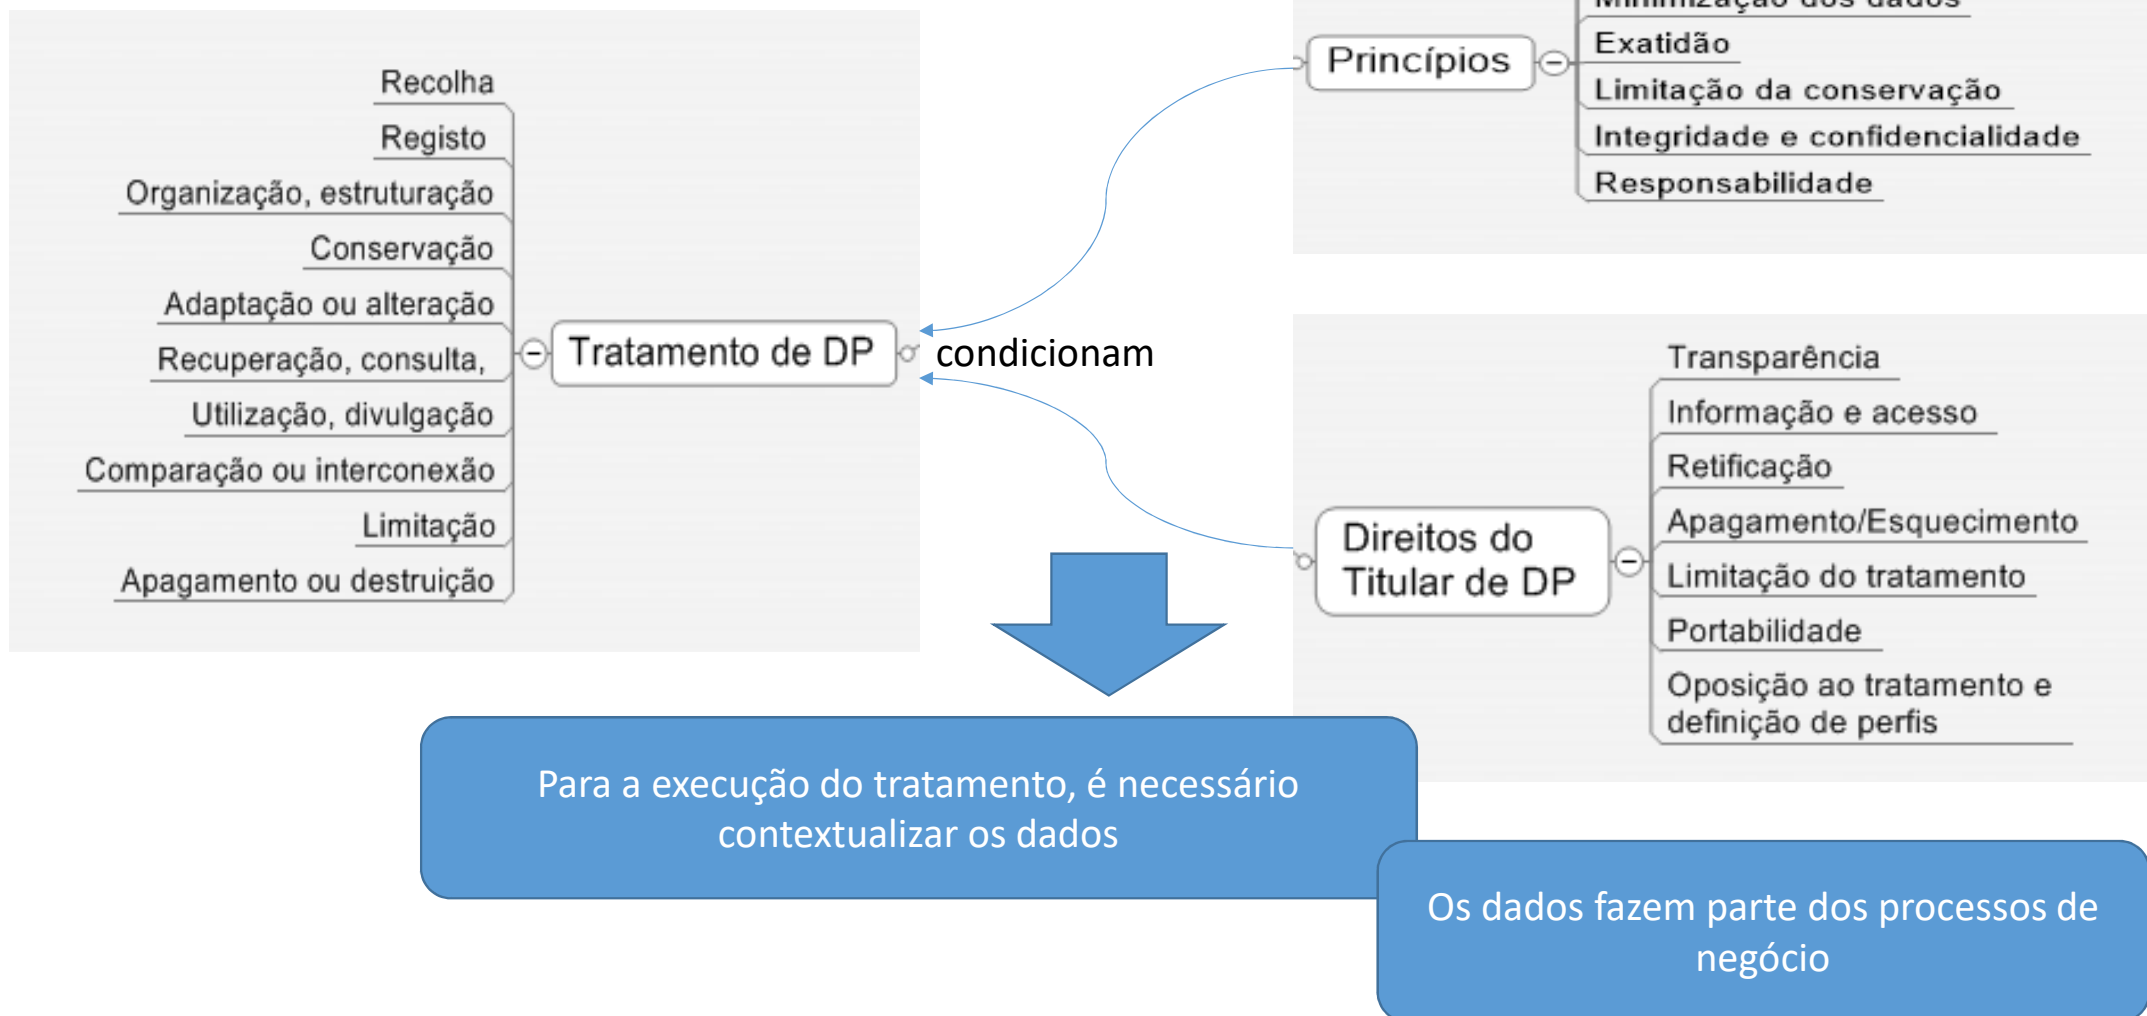 Recolha
Registo
Organização, estruturação
Conservação
Adaptação ou alteração
Recuperação, consulta,
Utilização, divulgação
Comparação ou interconexão
Limitação
Apagamento ou destruição
Tratamento de DP
condicionam
Princípios
Minimização dos dados
Exatidão
Limitação da conservação
Integridade e confidencialidade
Responsabilidade
Direitos do
Titular de DP
Transparência
Informação e acesso
Retificação
Apagamento/Esquecimento
Limitação do tratamento
Portabilidade
Oposição ao tratamento e
definição de perfis
Para a execução do tratamento, é necessário
contextualizar os dados
Os dados fazem parte dos processos de
negócio